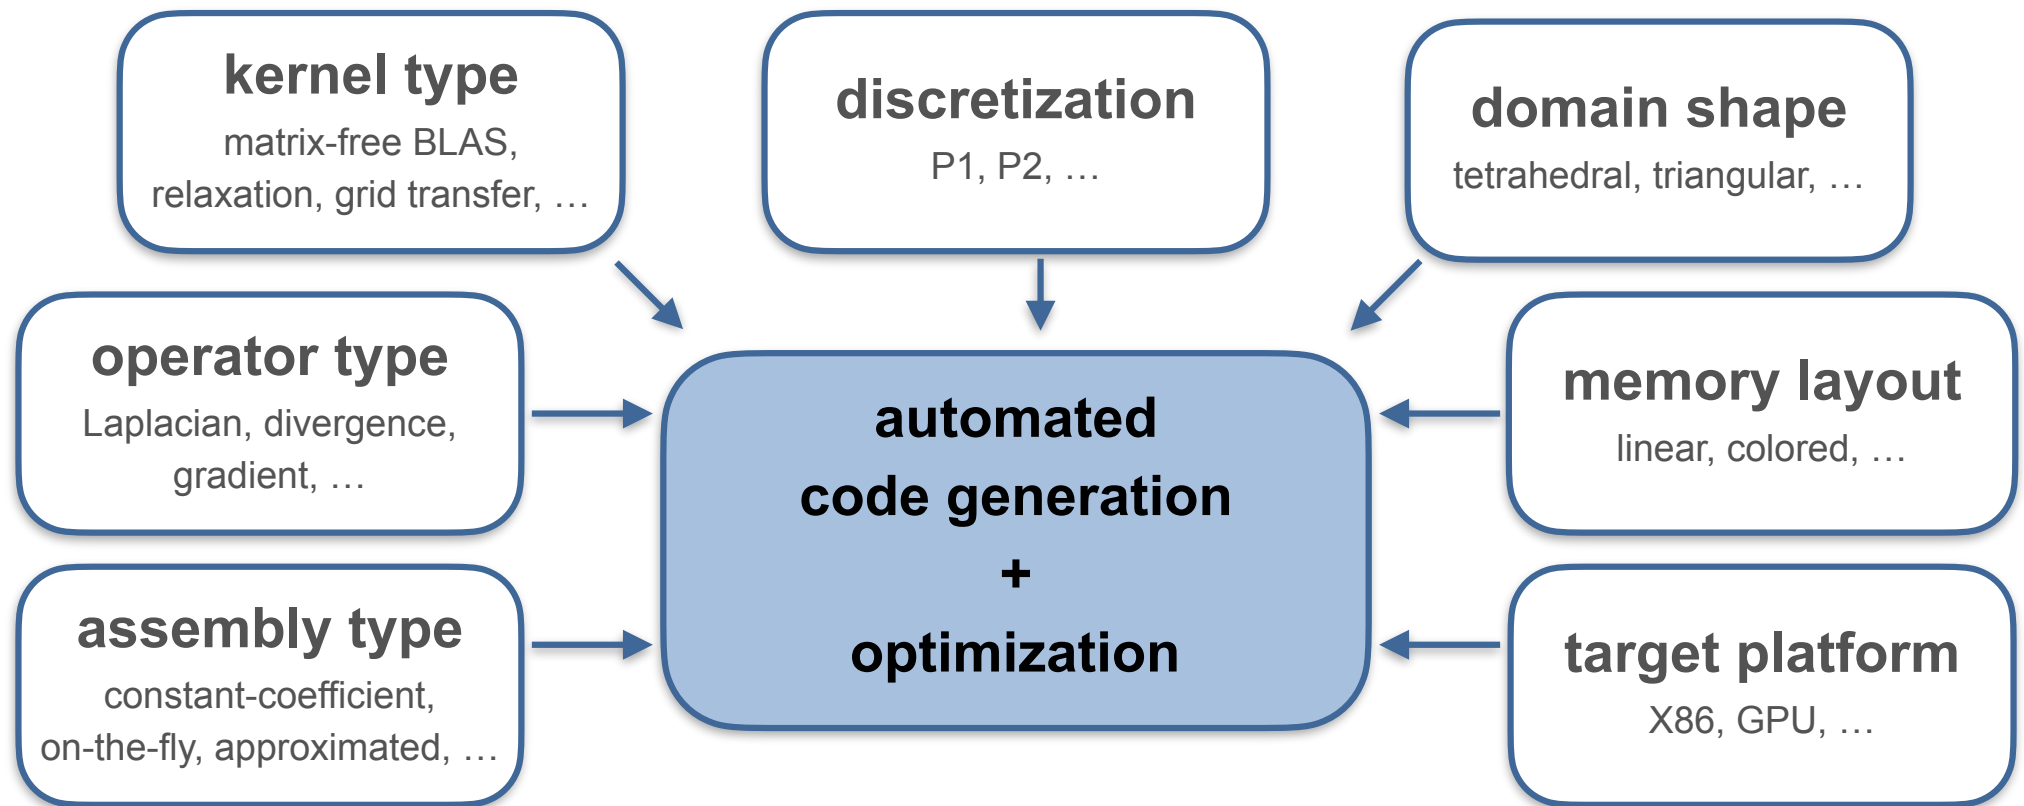 kernel type
matrix-free BLAS,
relaxation, grid transfer, …
discretization
P1, P2, …
domain shape
tetrahedral, triangular, …
operator type
Laplacian, divergence,
gradient, …
automated
code generation
+
optimization
memory layout
linear, colored, …
assembly type
constant-coefficient,
on-the-fly, approximated, …
target platform
X86, GPU, …